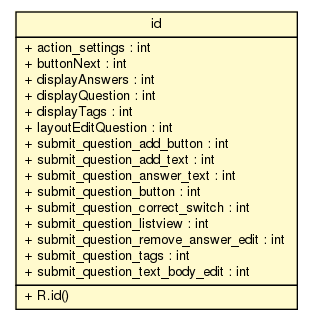 id
+ action_settings : int
+ buttonNext : int
+ displayAnswers : int
+ displayQuestion : int
+ displayTags : int
+ layoutEditQuestion : int
+ submit_question_add_button : int
+ submit_question_add_text : int
+ submit_question_answer_text : int
+ submit_question_button : int
+ submit_question_correct_switch : int
+ submit_question_listview : int
+ submit_question_remove_answer_edit : int
+ submit_question_tags : int
+ submit_question_text_body_edit : int
+ R.id()